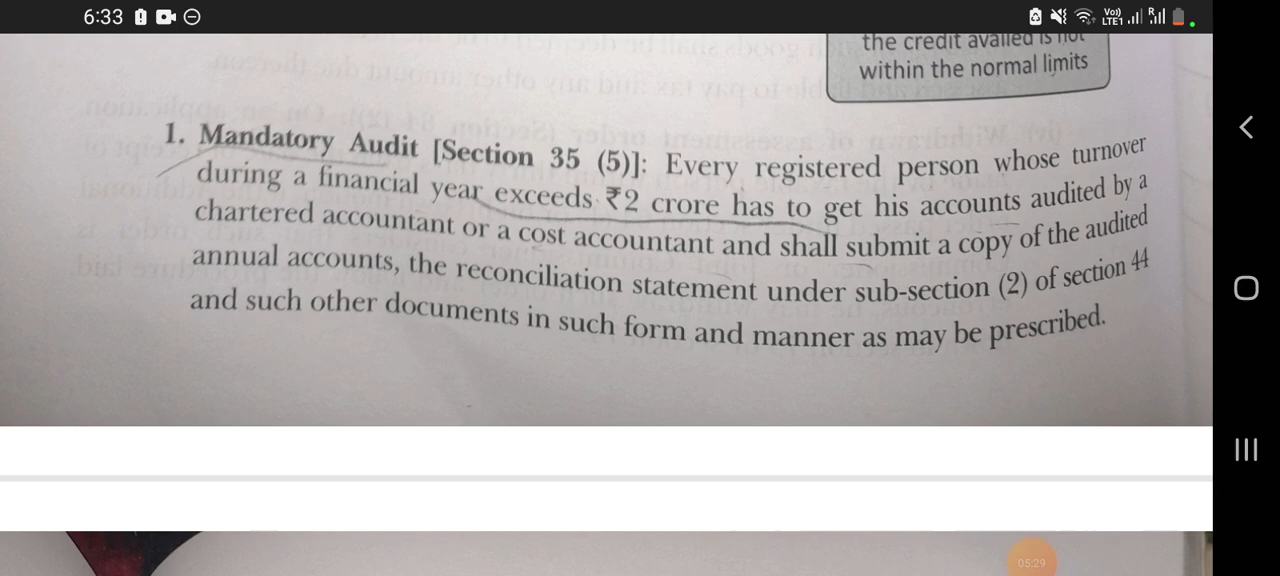 6:33
Vo))
LTE1
R
the credit availed is not
within the normal limits
1. Mandatory Audit [Section 35 (5)]: Every registered person whose turnover
during a financial year exceeds ₹2 crore has to get his accounts audited by a
chartered accountant or a cost accountant and shall submit a copy of the audited
annual accounts, the reconciliation statement under sub-section (2) of section 44
and such other documents in such form and manner as may be prescribed.
05:29